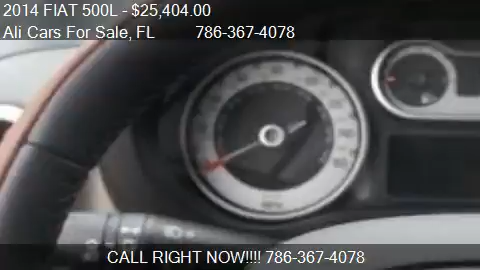 2014 FIAT 500L - $25,404.00
Ali Cars For Sale, FL 786-367-4078
CALL RIGHT NOW!!!! 786-367-4078